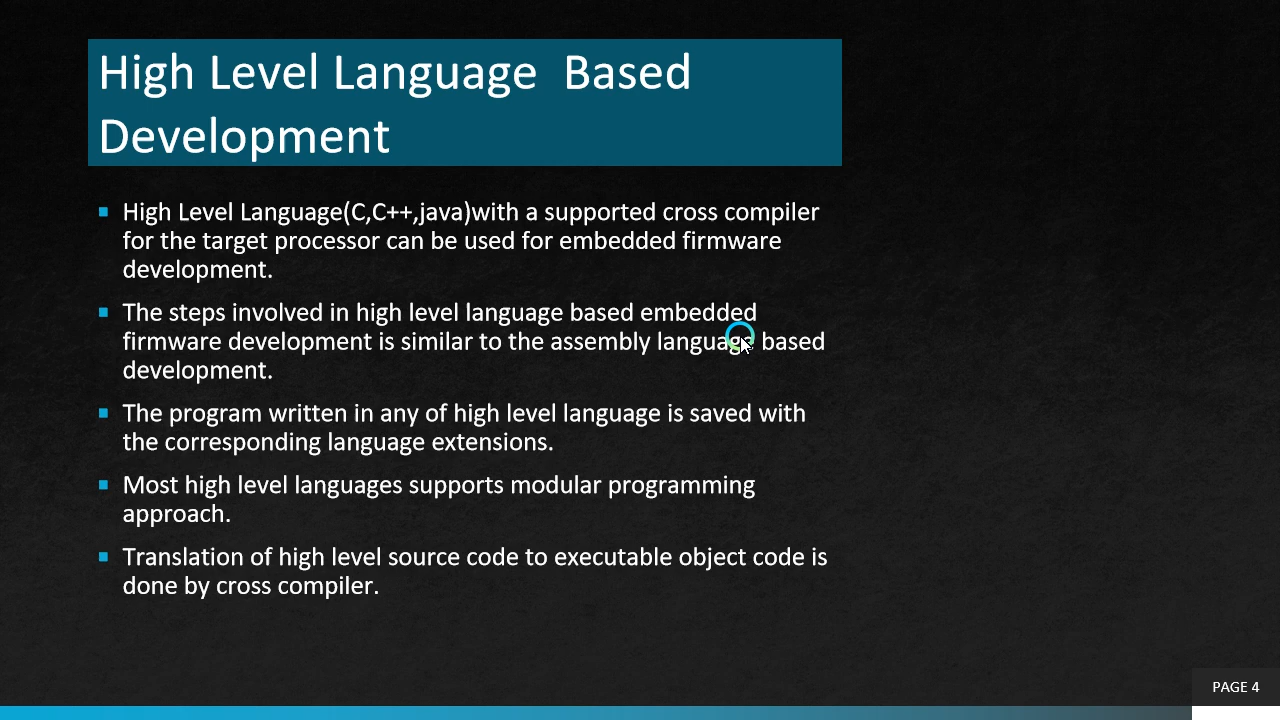 High Level Language  Based
Development
High Level Language(C,C++,java)with a supported cross compiler
for the target processor can be used for embedded firmware
development.
The steps involved in high level language based embedded
firmware development is similar to the assembly language based
development.
The program written in any of high level language is saved with
the corresponding language extensions.
Most high level languages supports modular programming
approach.
Translation of high level source code to executable object code is
done by cross compiler.
PAGE 4